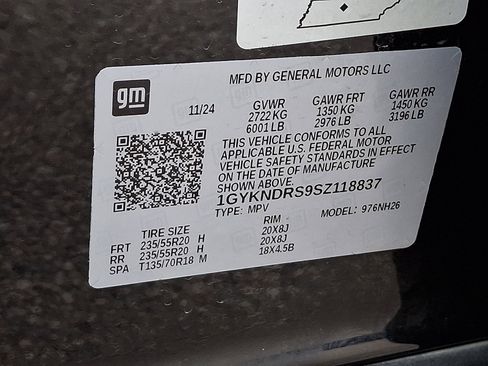 MFD BY GENERAL MOTORS LLC
gm
11/24 GVWR GAWR FRT GAWR RR
2722 KG 1350 KG 1450 KG
6001 LB 2976 LB 3196 LB
THIS VEHICLE CONFORMS TO ALL
APPLICABLE U.S. FEDERAL MOTOR
VEHICLE SAFETY STANDARDS IN EFFECT
ON THE DATE OF MANUFACTURE
SHOWN ABOVE.
1GYKNDRS9SZ118837
TYPE: MPV MODEL: 976NH26
TIRE SIZE RIM
FRT 235/55R20 H 20X8J
RR 235/55R20 H 20X8J
SPA T135/70R18 M 18X4.5B